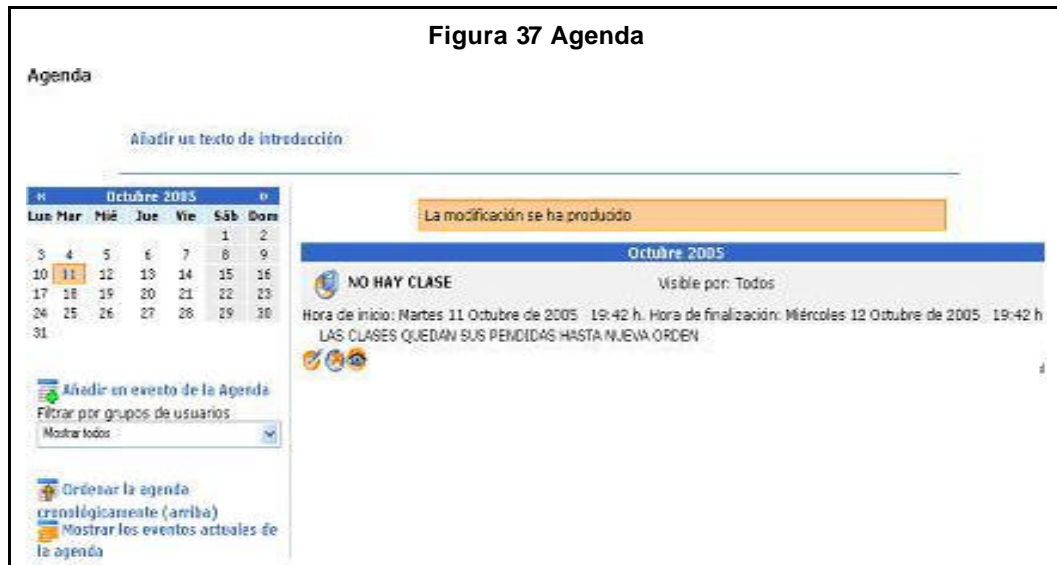 Figura 37 Agenda
Agenda
Añadir un texto de introducción
« Octubre 2005 »
Lun Mar Mié Jue Vie Sáb Dom
1 2
3 4 5 6 7 8 9
10 11 12 13 14 15 16
17 18 19 20 21 22 23
24 25 26 27 28 29 30
31
Añadir un evento de la Agenda
Filtrar por grupos de usuarios
Mostrar todos
Ordenar la agenda
cronológicamente (arriba)
Mostrar los eventos actuales de
la agenda
La modificación se ha producido
Octubre 2005
NO HAY CLASE Visible por: Todos
Hora de inicio: Martes 11 Octubre de 2005 19:42 h. Hora de finalización: Miércoles 12 Octubre de 2005 19:42 h
LAS CLASES QUEDAN SUS PENDIDAS HASTA NUEVA ORDEN